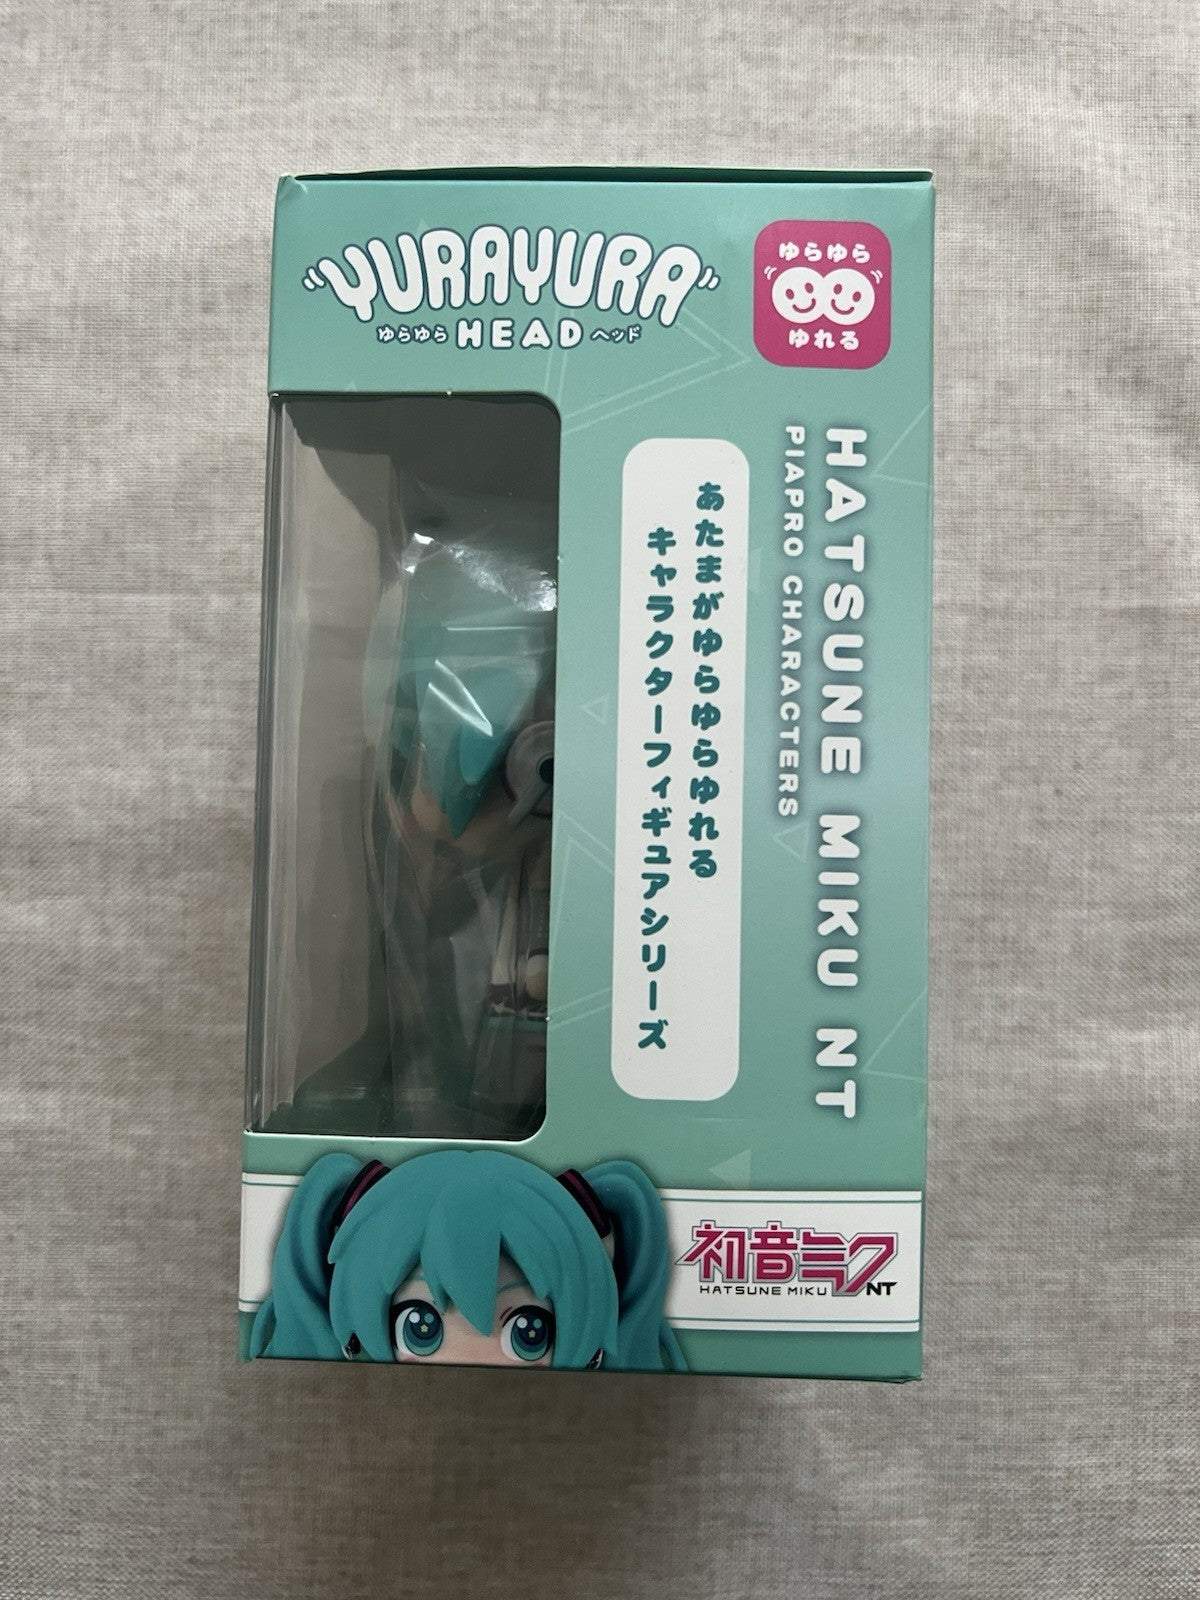 YURAYURA
ゆらゆら HEAD ヘッド
ゆらゆら
ゆれる
HATSUNE MIKU NT
PIAPRO CHARACTERS
あたまがゆらゆらゆれる
キャラクターフィギュアシリーズ
初音ミク
HATSUNE MIKU NT